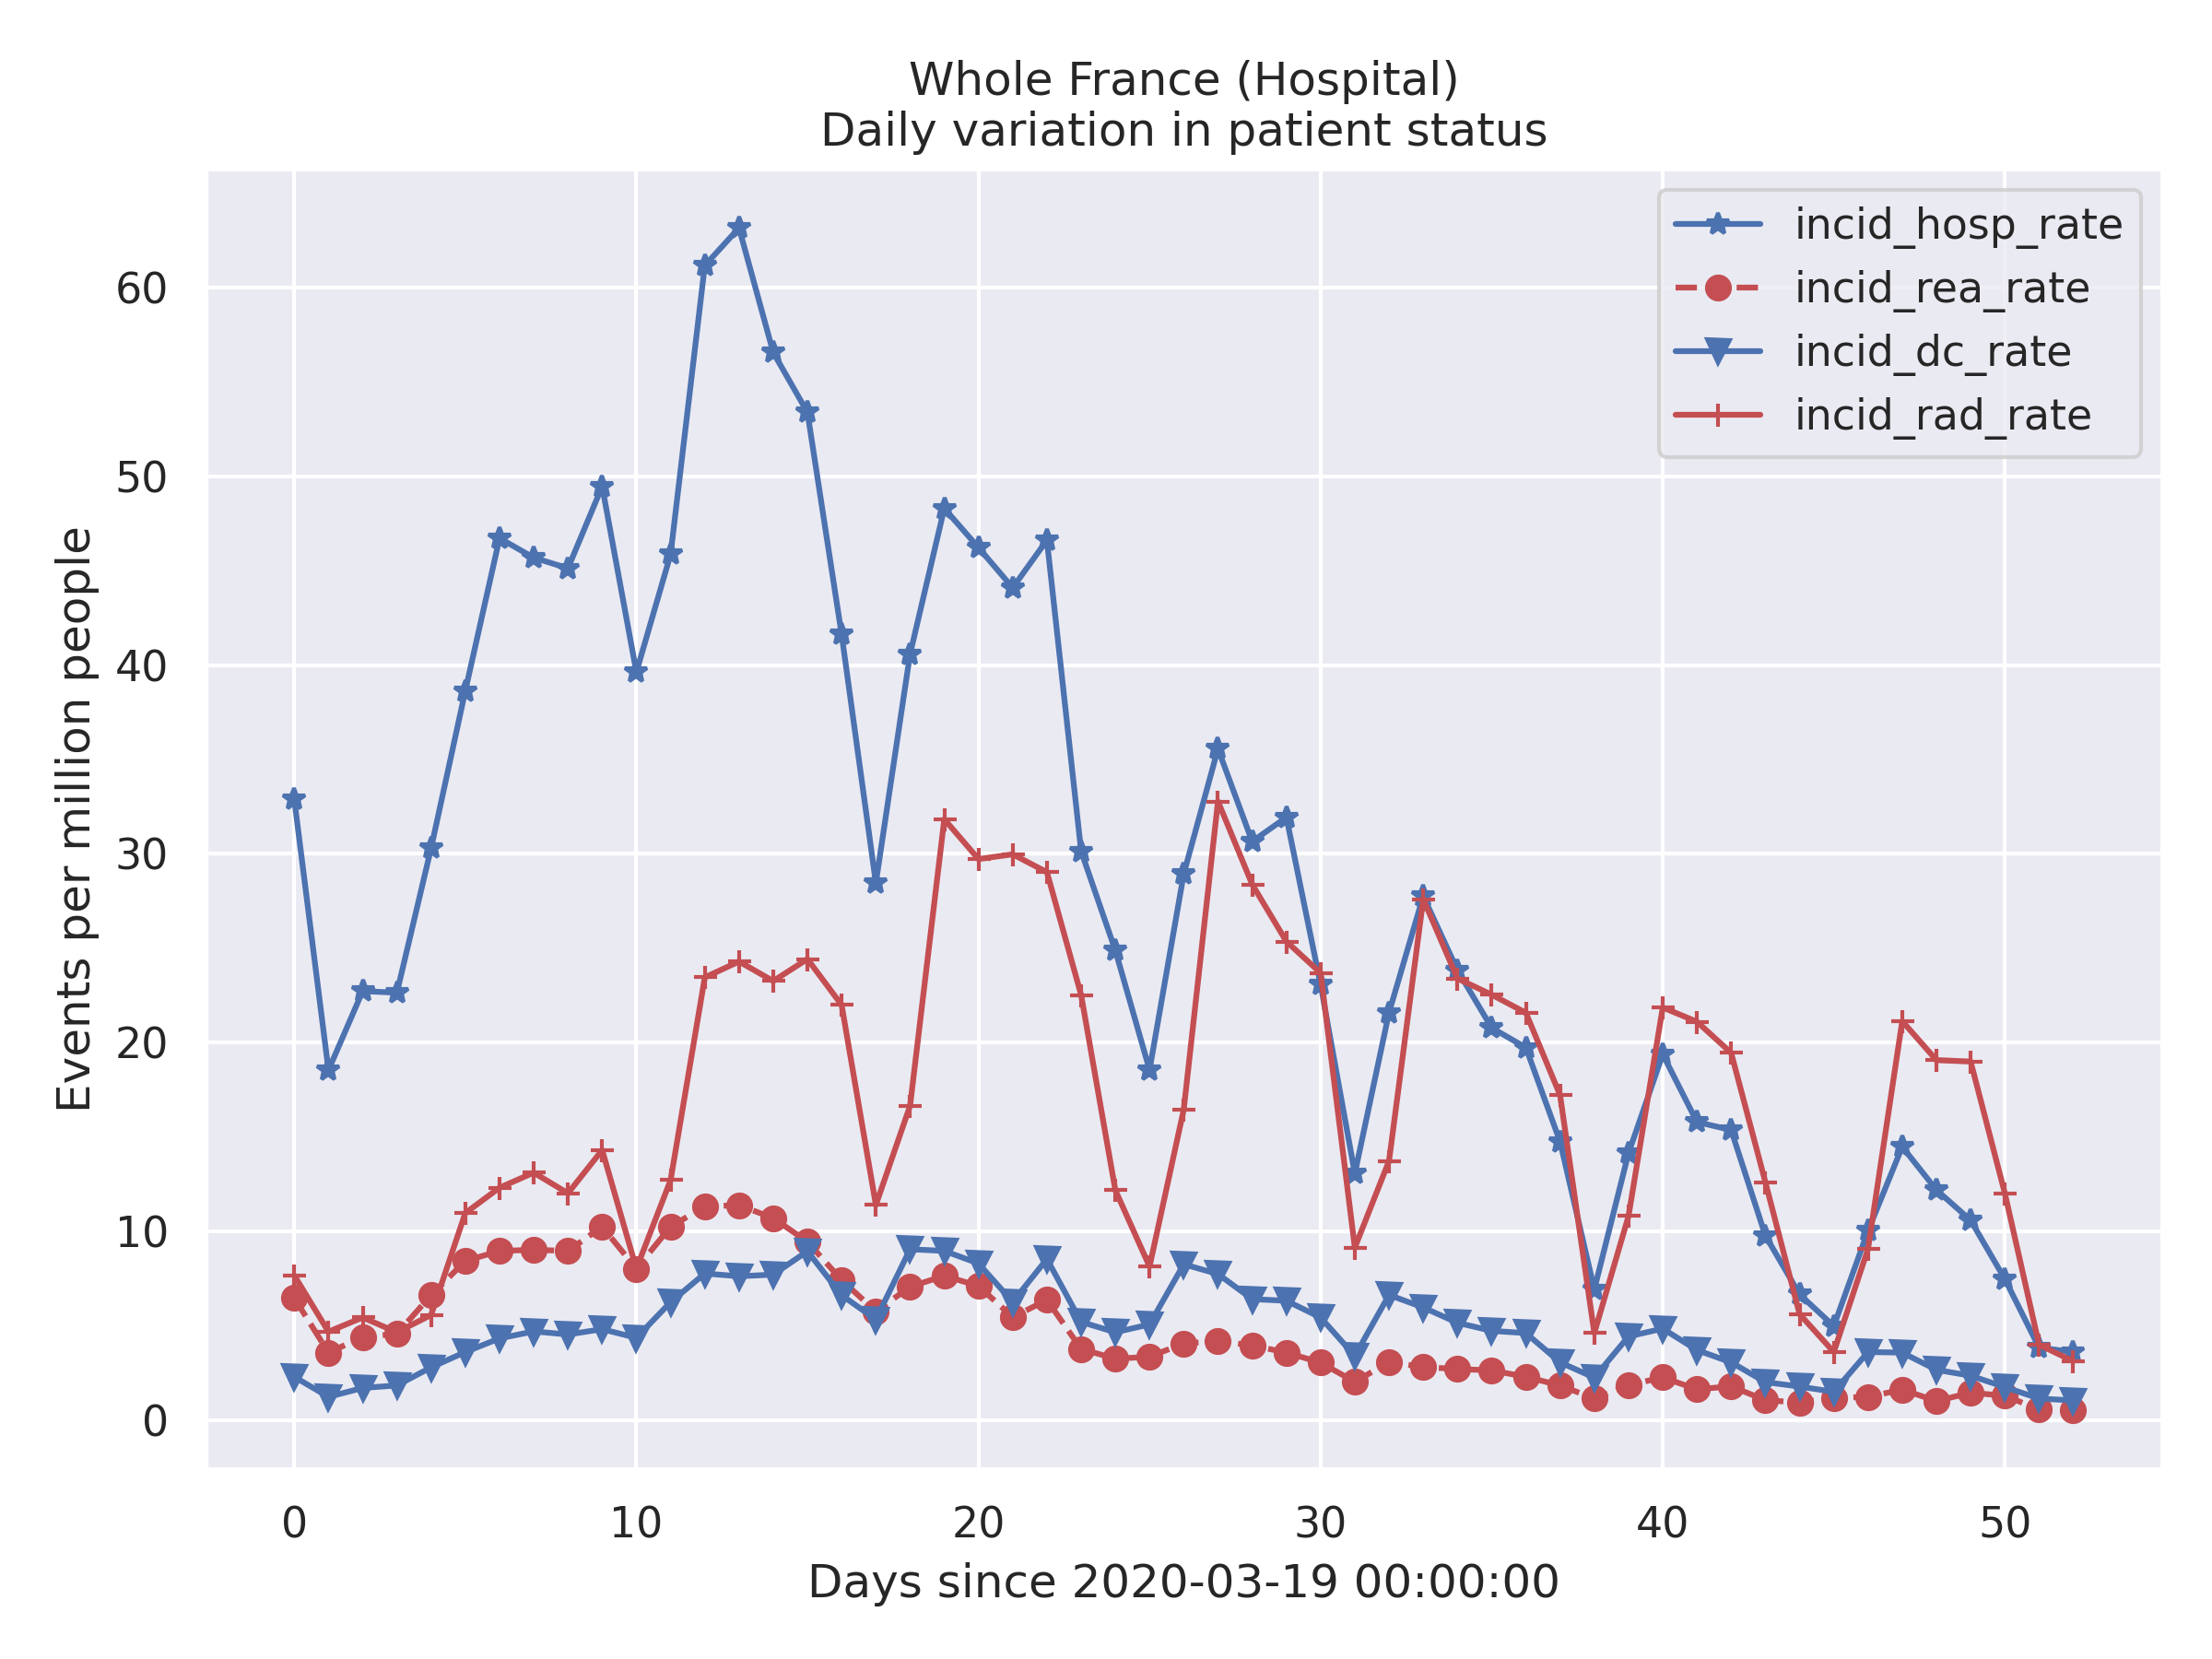 Whole France (Hospital)
Daily variation in patient status
incid_hosp_rate
incid_rea_rate
incid_dc_rate
incid_rad_rate
Events per million people
60
50
40
30
20
10
0
0 10 20 30 40 50
Days since 2020-03-19 00:00:00